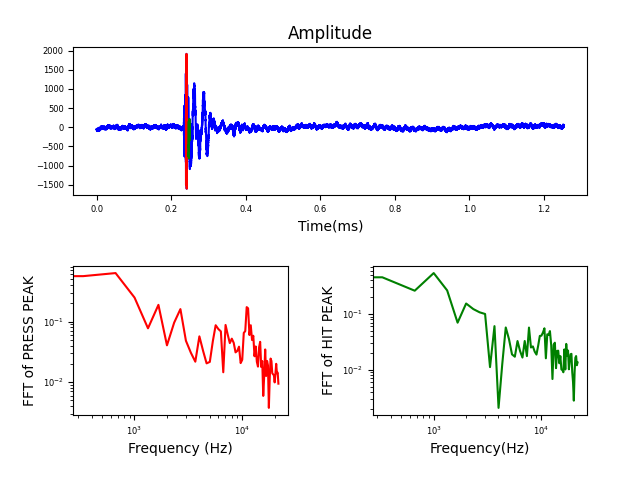 Amplitude
2000
1500
1000
500
0
−500
−1000
−1500
0.0 0.2 0.4 0.6 0.8 1.0 1.2
Time(ms)
FFT of PRESS PEAK
10⁻¹
10⁻²
10³ 10⁴
Frequency (Hz)
FFT of HIT PEAK
10⁻¹
10⁻²
10³ 10⁴
Frequency(Hz)